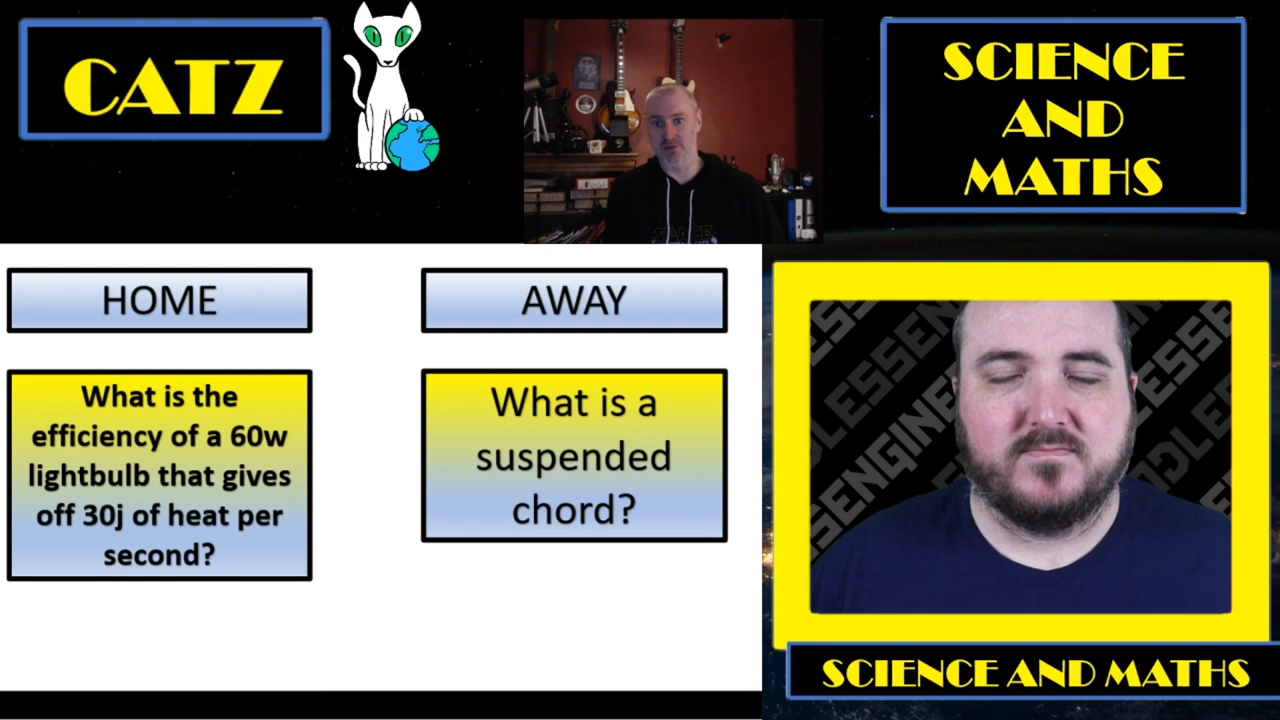 CATZ
SCIENCE
AND
MATHS
HOME
AWAY
What is the
efficiency of a 60w
lightbulb that gives
off 30j of heat per
second?
What is a
suspended
chord?
SCIENCE AND MATHS